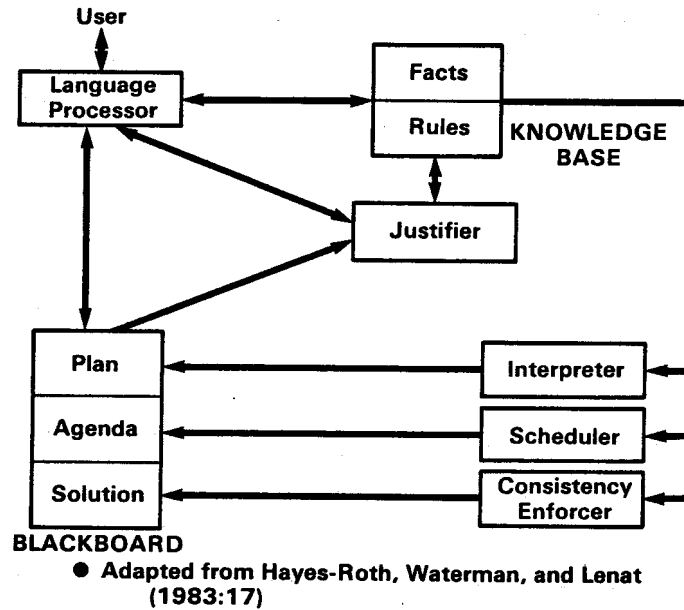 User
Language
Processor
Facts
Rules
KNOWLEDGE
BASE
Justifier
Plan
Interpreter
Agenda
Scheduler
Solution
Consistency
Enforcer
BLACKBOARD
● Adapted from Hayes-Roth, Waterman, and Lenat
(1983:17)